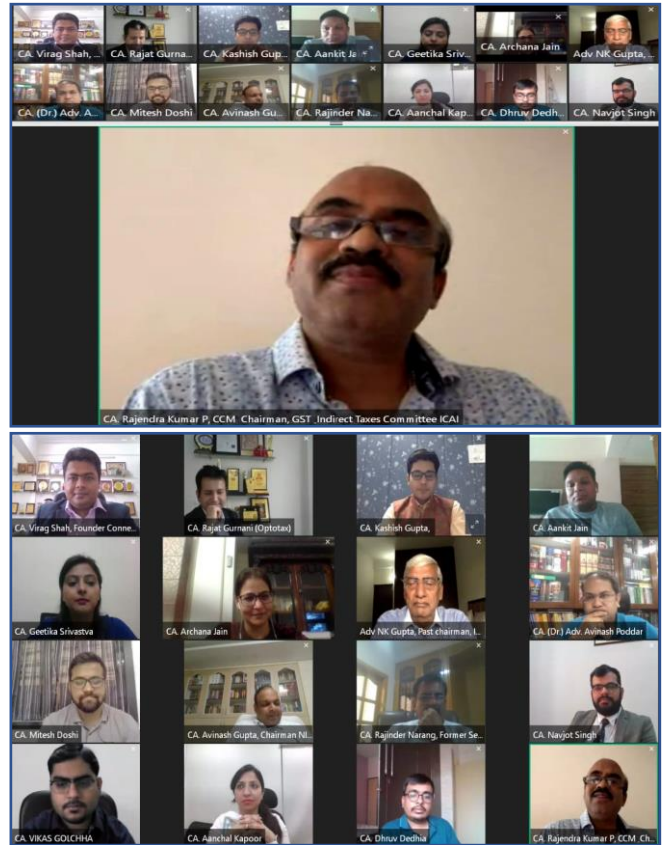 CA. Virag Shah, ...
CA. Rajat Gurna...
CA. Kashish Gup...
CA. Aankit Ja
CA. Geetika Sriv...
CA. Archana Jain
Adv NK Gupta, ...
CA. (Dr.) Adv. A...
CA. Mitesh Doshi
CA. Avinash Gu...
CA. Rajinder Na...
CA. Aanchal Kap...
CA. Dhruv Dedh...
CA. Navjot Singh
CA. Rajendra Kumar P, CCM Chairman, GST ,Indirect Taxes Committee ICAI
CA. Virag Shah, Founder Conne...
CA. Rajat Gurnani (Optotax)
CA. Kashish Gupta,
CA. Aankit Jain
CA. Geetika Srivastva
CA. Archana Jain
Adv NK Gupta, Past chairman, I...
CA. (Dr.) Adv. Avinash Poddar
CA. Mitesh Doshi
CA. Avinash Gupta, Chairman NI...
CA. Rajinder Narang, Former Se...
CA. Navjot Singh
CA. VIKAS GOLCHHA
CA. Aanchal Kapoor
CA. Dhruv Dedhia
CA. Rajendra Kumar P, CCM Ch...